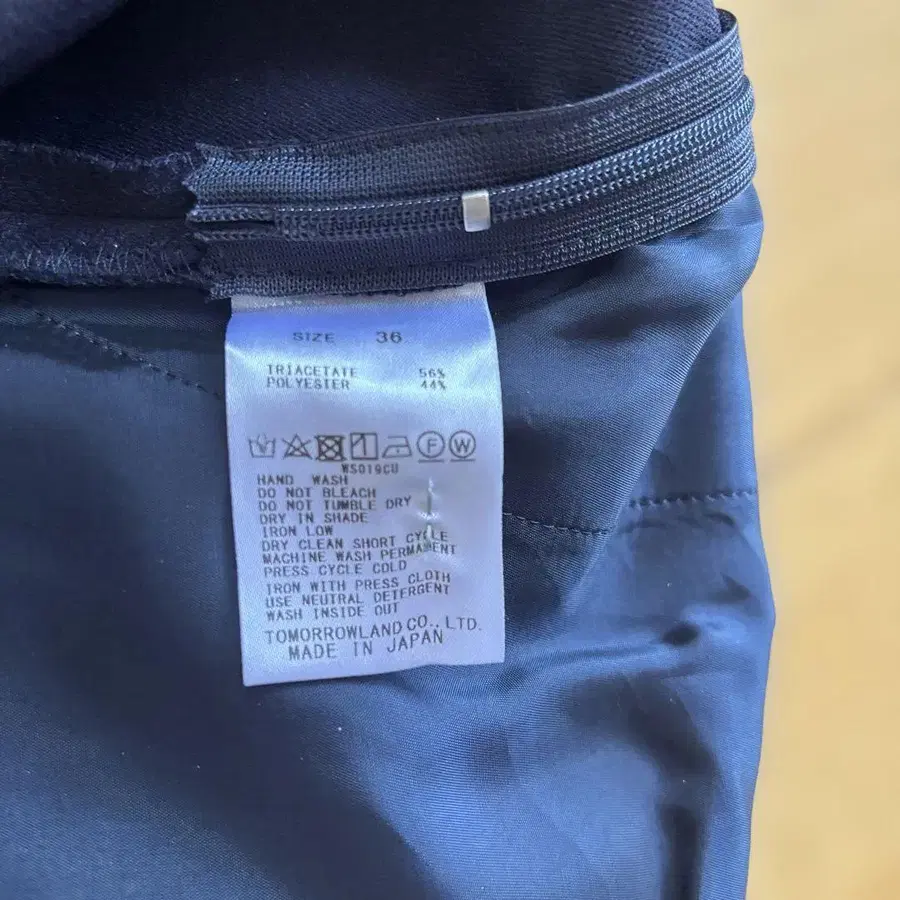 SIZE 36
TRIACETATE 56%
POLYESTER 44%
F W
WS019CU
HAND WASH
DO NOT BLEACH
DO NOT TUMBLE DRY
DRY IN SHADE
IRON LOW
DRY CLEAN SHORT CYCLE
MACHINE WASH PERMANENT
PRESS CYCLE COLD
IRON WITH PRESS CLOTH
USE NEUTRAL DETERGENT
WASH INSIDE OUT
TOMORROWLAND CO., LTD.
MADE IN JAPAN